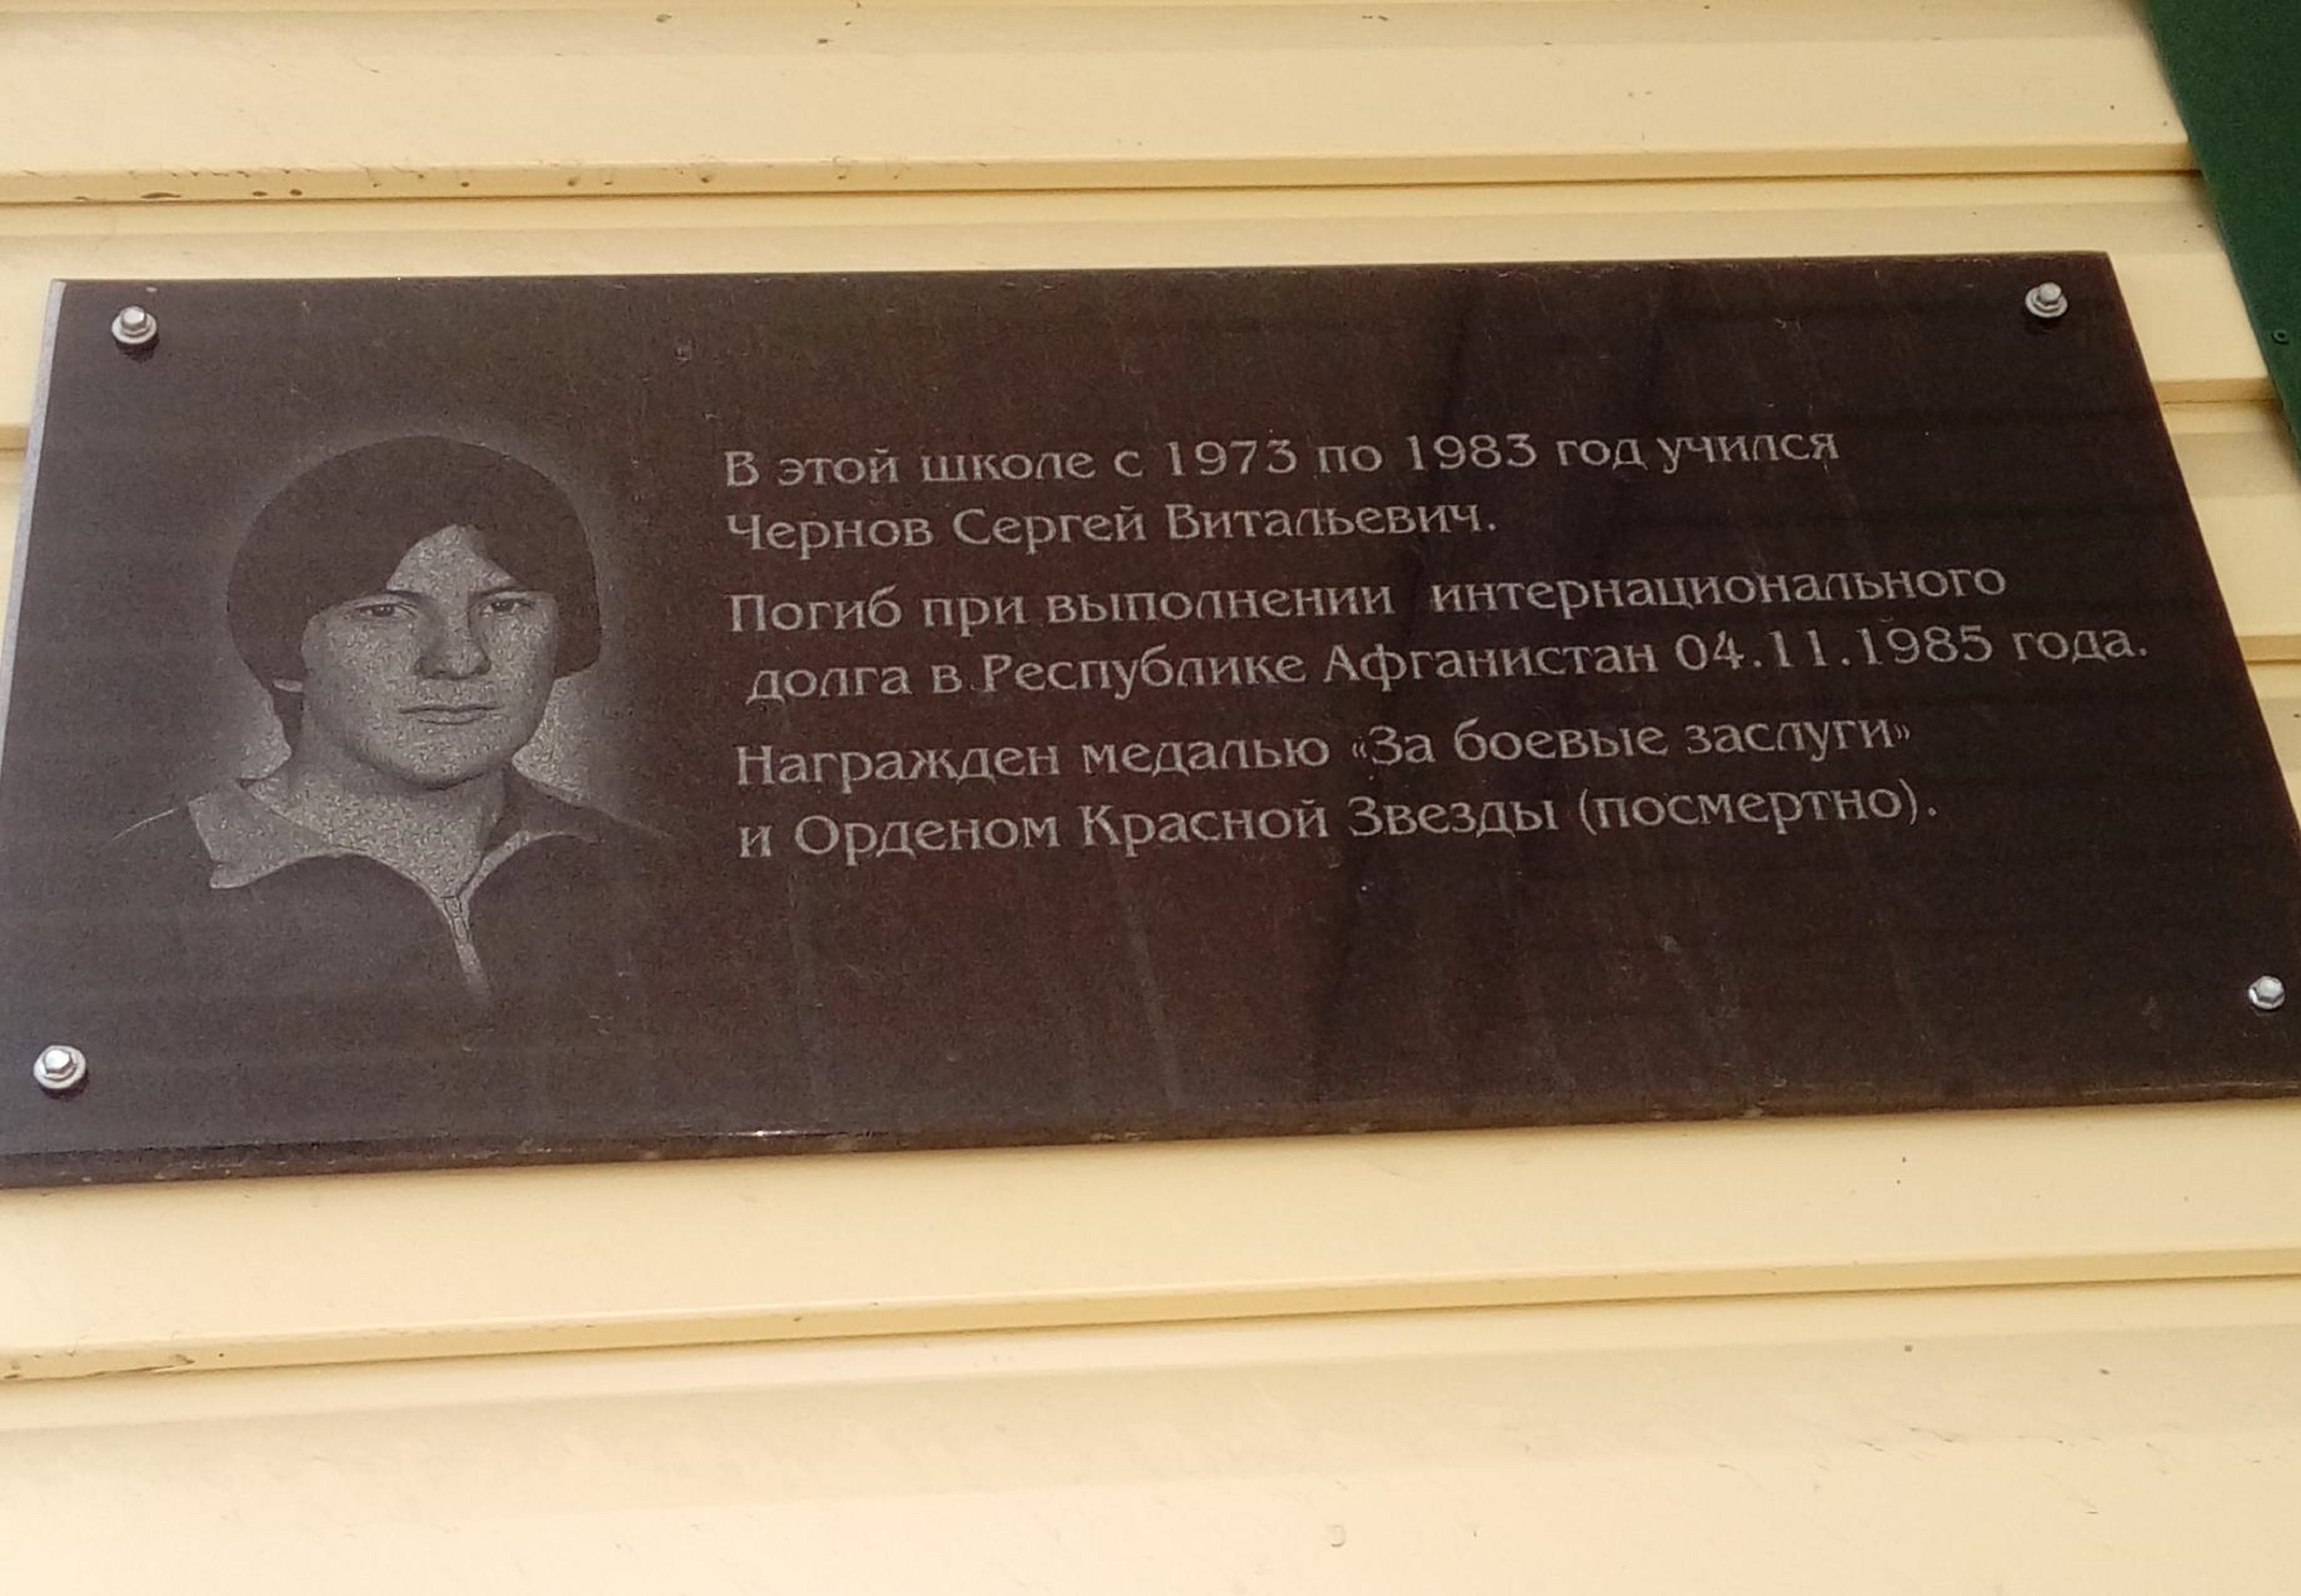 В этой школе с 1973 по 1983 год учился
Чернов Сергей Витальевич.
Погиб при выполнении интернационального
долга в Республике Афганистан 04.11.1985 года.
Награжден медалью «За боевые заслуги»
и Орденом Красной Звезды (посмертно).